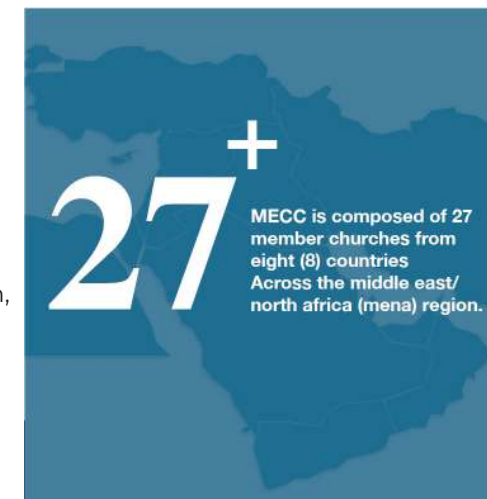 27+
MECC is composed of 27
member churches from
eight (8) countries
Across the middle east/
north africa (mena) region.